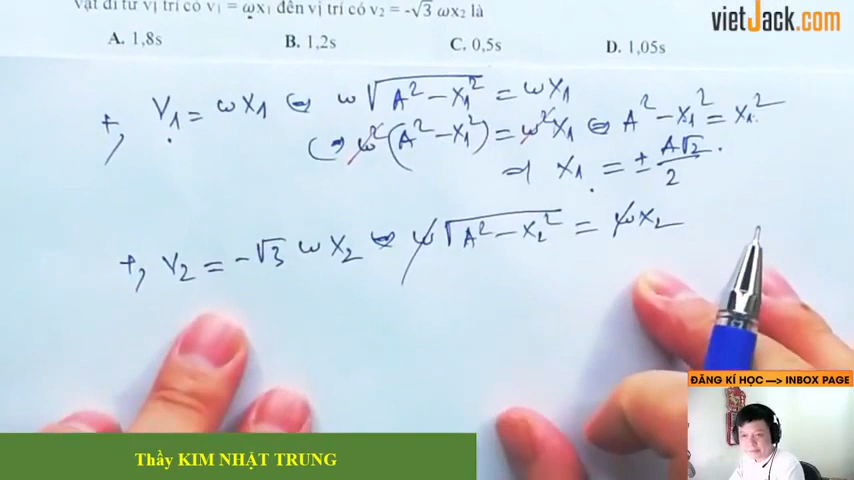 vật đi từ vị trí có v₁ = ωx₁ đến vị trí có v₂ = -√3 ωx₂ là
vietJack.com
A. 1,8s B. 1,2s C. 0,5s D. 1,05s
+, V₁ = ωx₁ ⇔ ω√(A² - x₁²) = ωx₁
⇔ ω²(A² - x₁²) = ω²x₁ ⇔ A² - x₁² = x₁²
⇒ x₁ = ± A√2/2.
+, V₂ = -√3 ωx₂ ⇔ ω√(A² - x₂²) = ωx₂
ĐĂNG KÍ HỌC —> INBOX PAGE
Thầy KIM NHẬT TRUNG